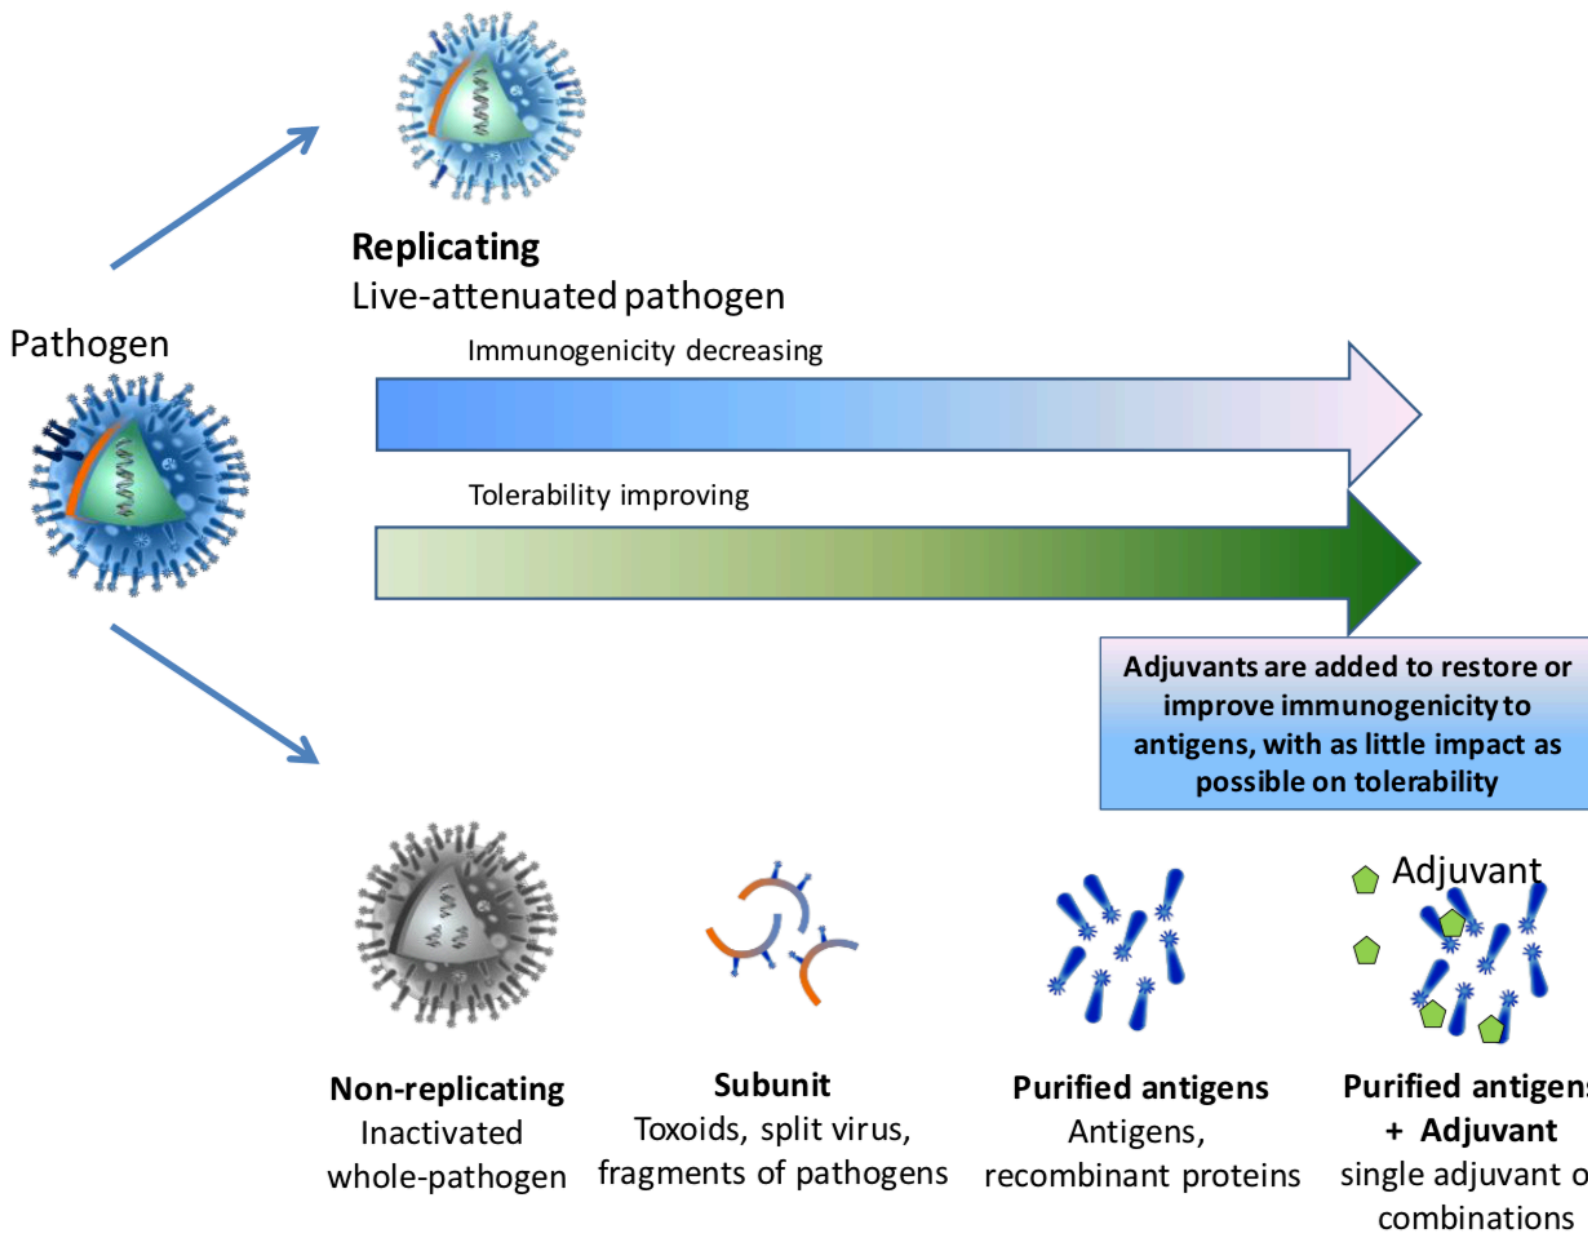 Replicating
Live-attenuated pathogen
Pathogen
Immunogenicity decreasing
Tolerability improving
Adjuvants are added to restore or
improve immunogenicity to
antigens, with as little impact as
possible on tolerability
Adjuvant
Non-replicating
Inactivated
whole-pathogen
Subunit
Toxoids, split virus,
fragments of pathogens
Purified antigens
Antigens,
recombinant proteins
Purified antigens
+ Adjuvant
single adjuvant o
combinations